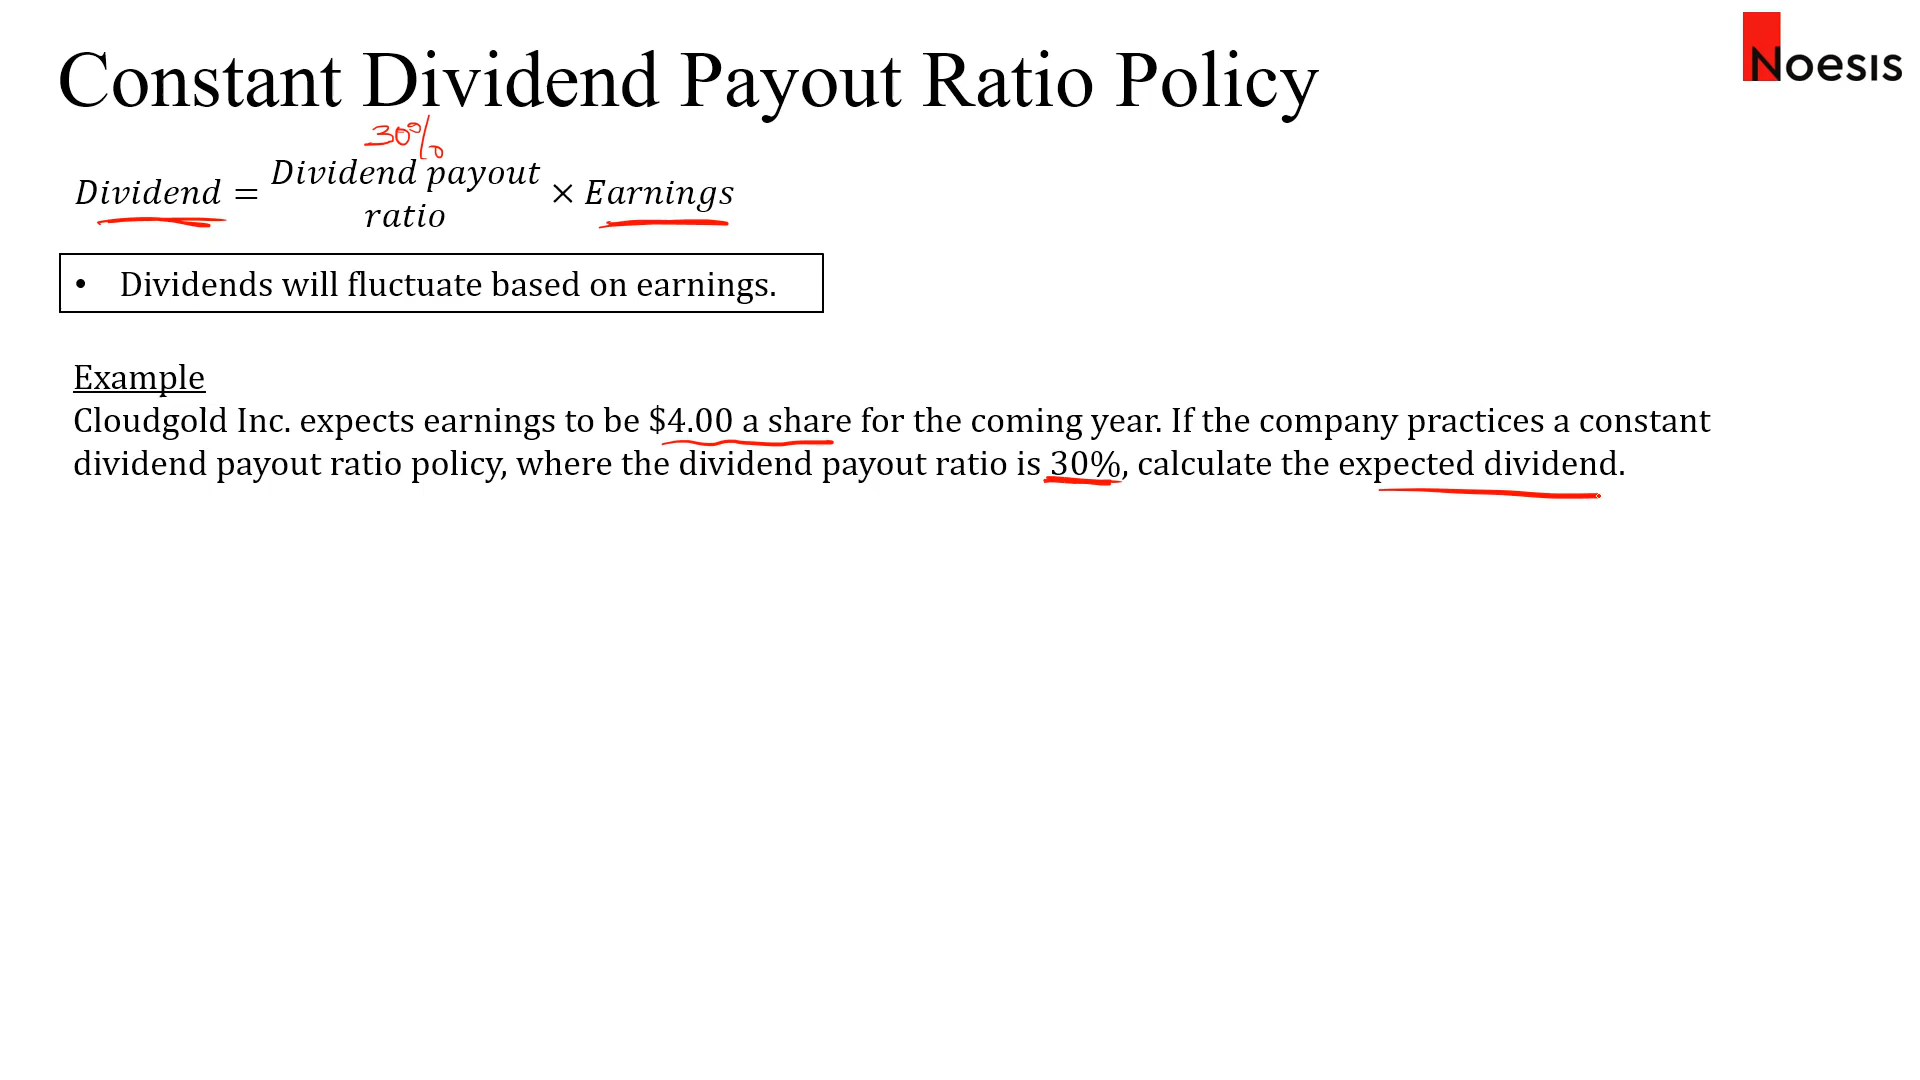 Constant Dividend Payout Ratio Policy
Noesis
30%
Dividend = Dividend payout ratio × Earnings
• Dividends will fluctuate based on earnings.
Example
Cloudgold Inc. expects earnings to be $4.00 a share for the coming year. If the company practices a constant
dividend payout ratio policy, where the dividend payout ratio is 30%, calculate the expected dividend.